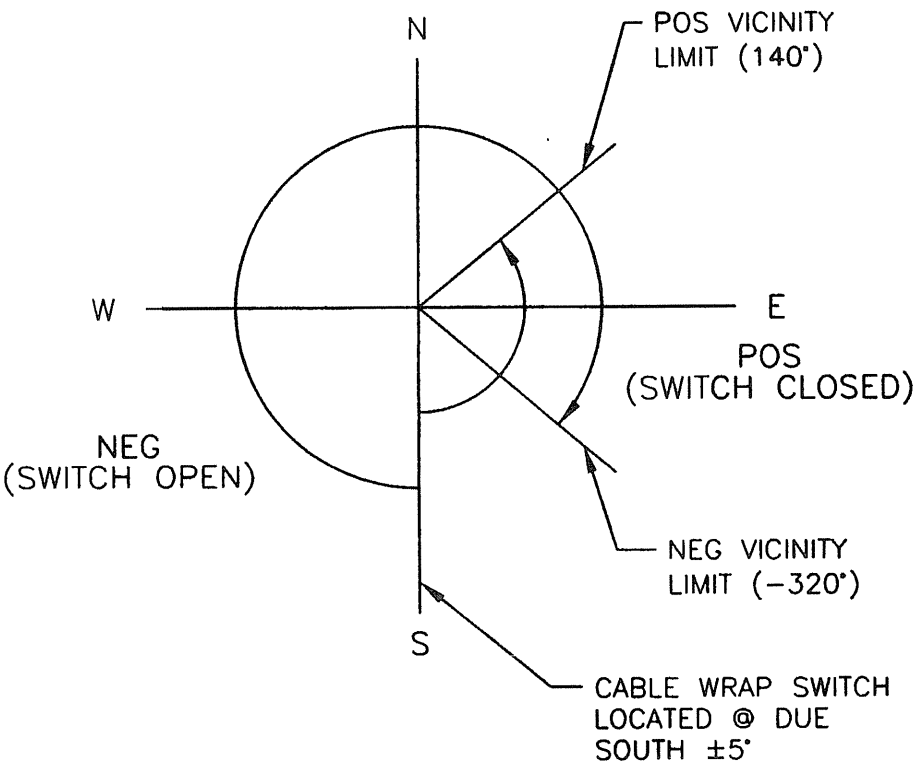 N
POS VICINITY
LIMIT (140°)
W
E
POS
(SWITCH CLOSED)
NEG
(SWITCH OPEN)
NEG VICINITY
LIMIT (-320°)
S
CABLE WRAP SWITCH
LOCATED @ DUE
SOUTH ±5°